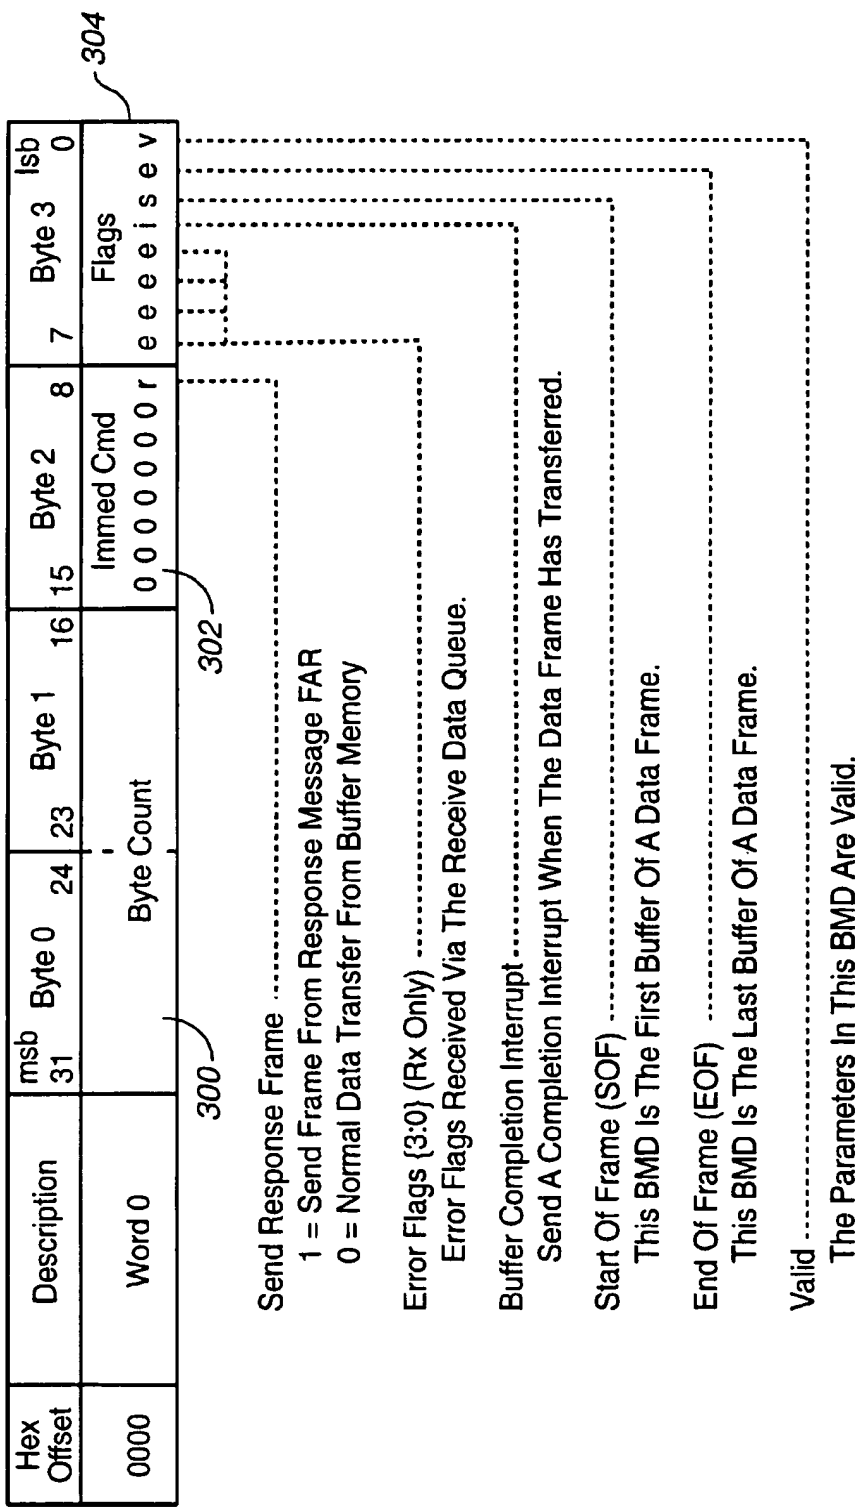 Hex Offset
Description
msb 31 Byte 0 24
23 Byte 1 16
15 Byte 2 8
7 Byte 3 lsb 0
0000
Word 0
Byte Count
Immed Cmd
0 0 0 0 0 0 0 r
Flags
e e e e i s e v
300
302
304
Send Response Frame
1 = Send Frame From Response Message FAR
0 = Normal Data Transfer From Buffer Memory
Error Flags {3:0} (Rx Only)
Error Flags Received Via The Receive Data Queue.
Buffer Completion Interrupt
Send A Completion Interrupt When The Data Frame Has Transferred.
Start Of Frame (SOF)
This BMD Is The First Buffer Of A Data Frame.
End Of Frame (EOF)
This BMD Is The Last Buffer Of A Data Frame.
Valid
The Parameters In This BMD Are Valid.